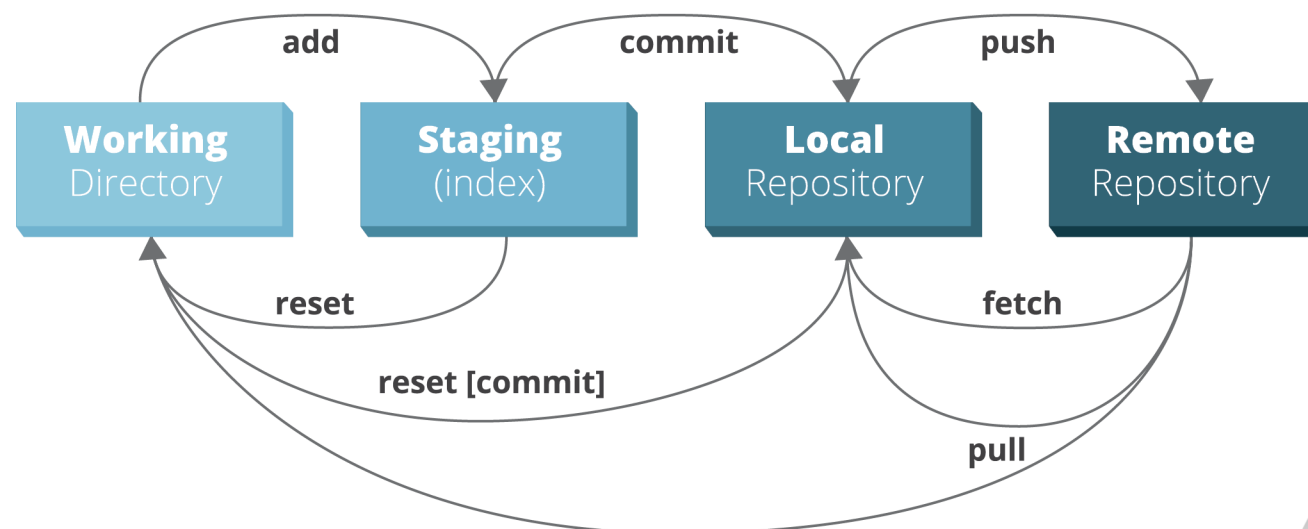 add
commit
push
Working
Directory
Staging
(index)
Local
Repository
Remote
Repository
reset
fetch
reset [commit]
pull